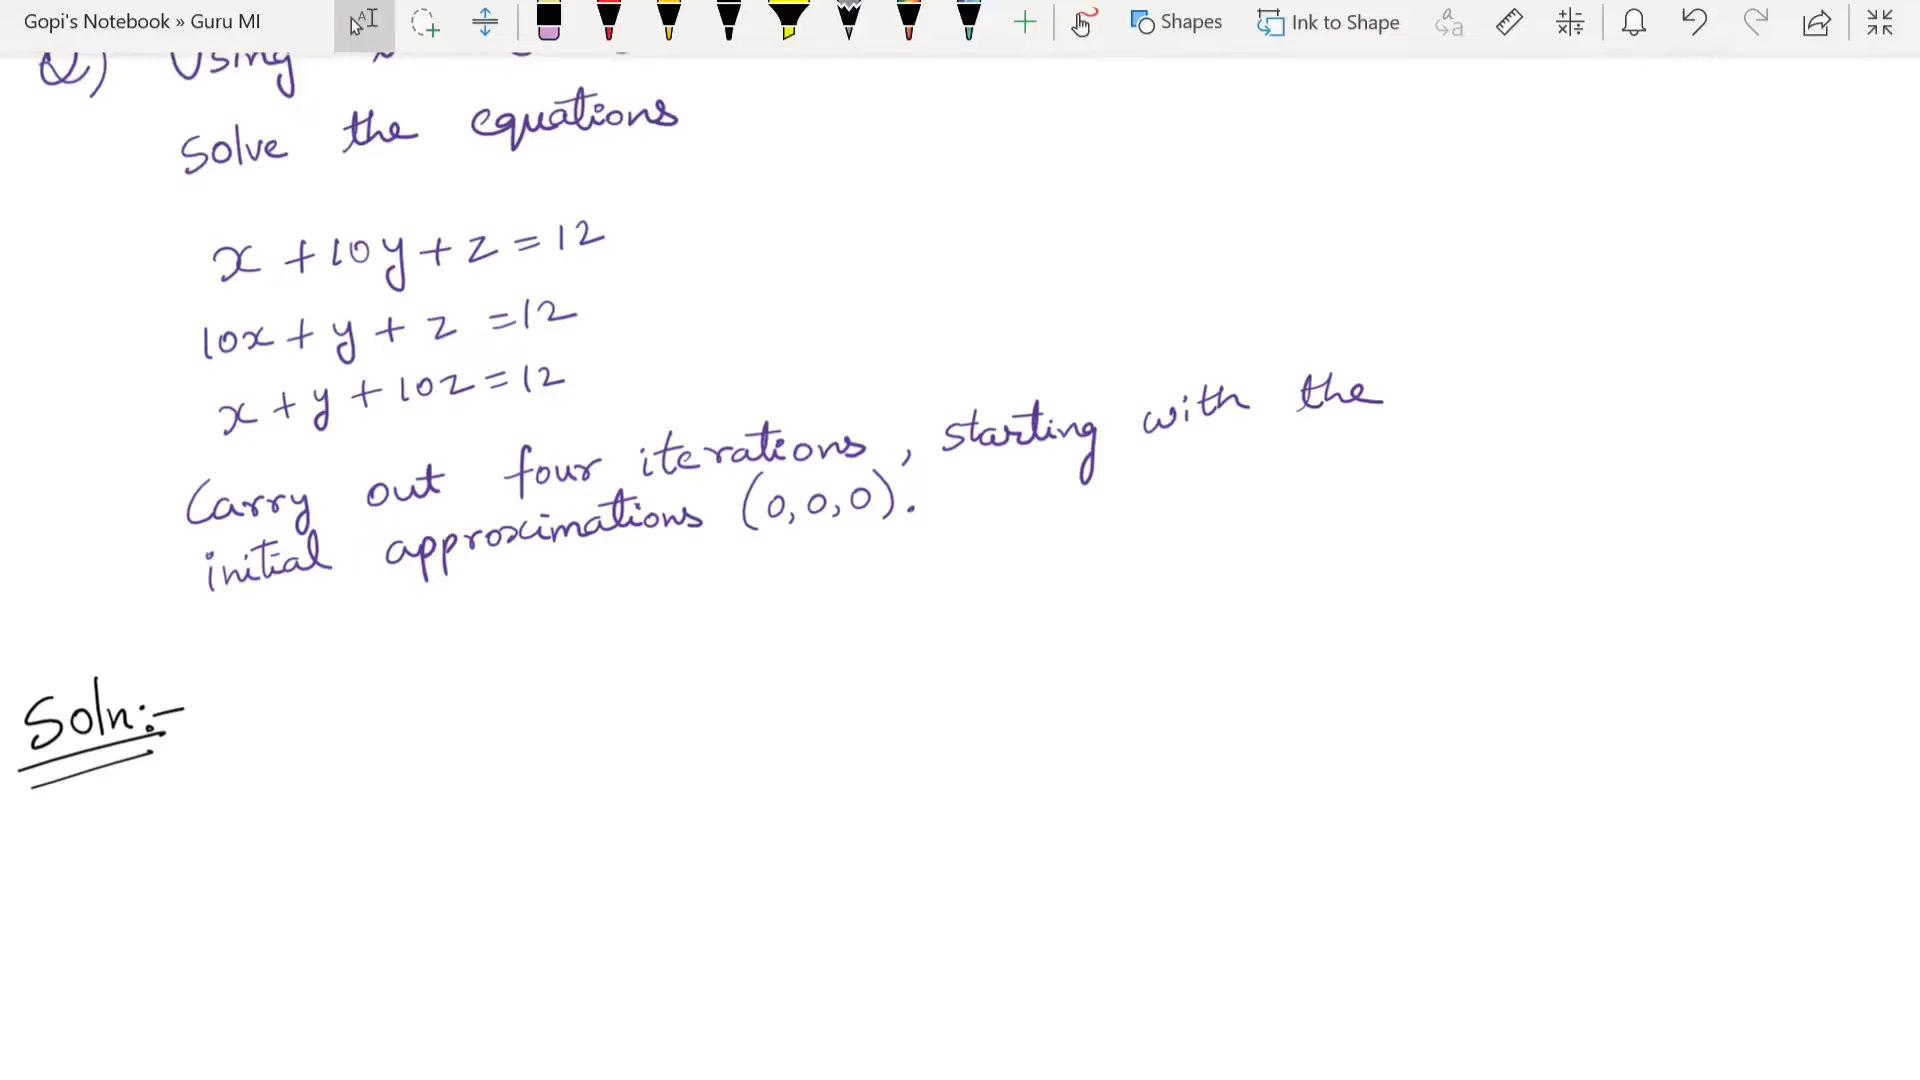 Gopi's Notebook » Guru MI
Shapes
Ink to Shape
Q) Using
Solve the equations
x + 10y + z = 12
10x + y + z = 12
x + y + 10z = 12
Carry out four iterations, starting with the
initial approximations (0,0,0).
Soln:-